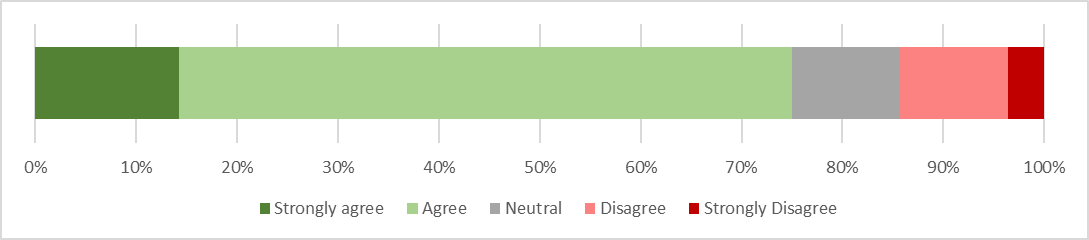 0% 10% 20% 30% 40% 50% 60% 70% 80% 90% 100%
Strongly agree Agree Neutral Disagree Strongly Disagree